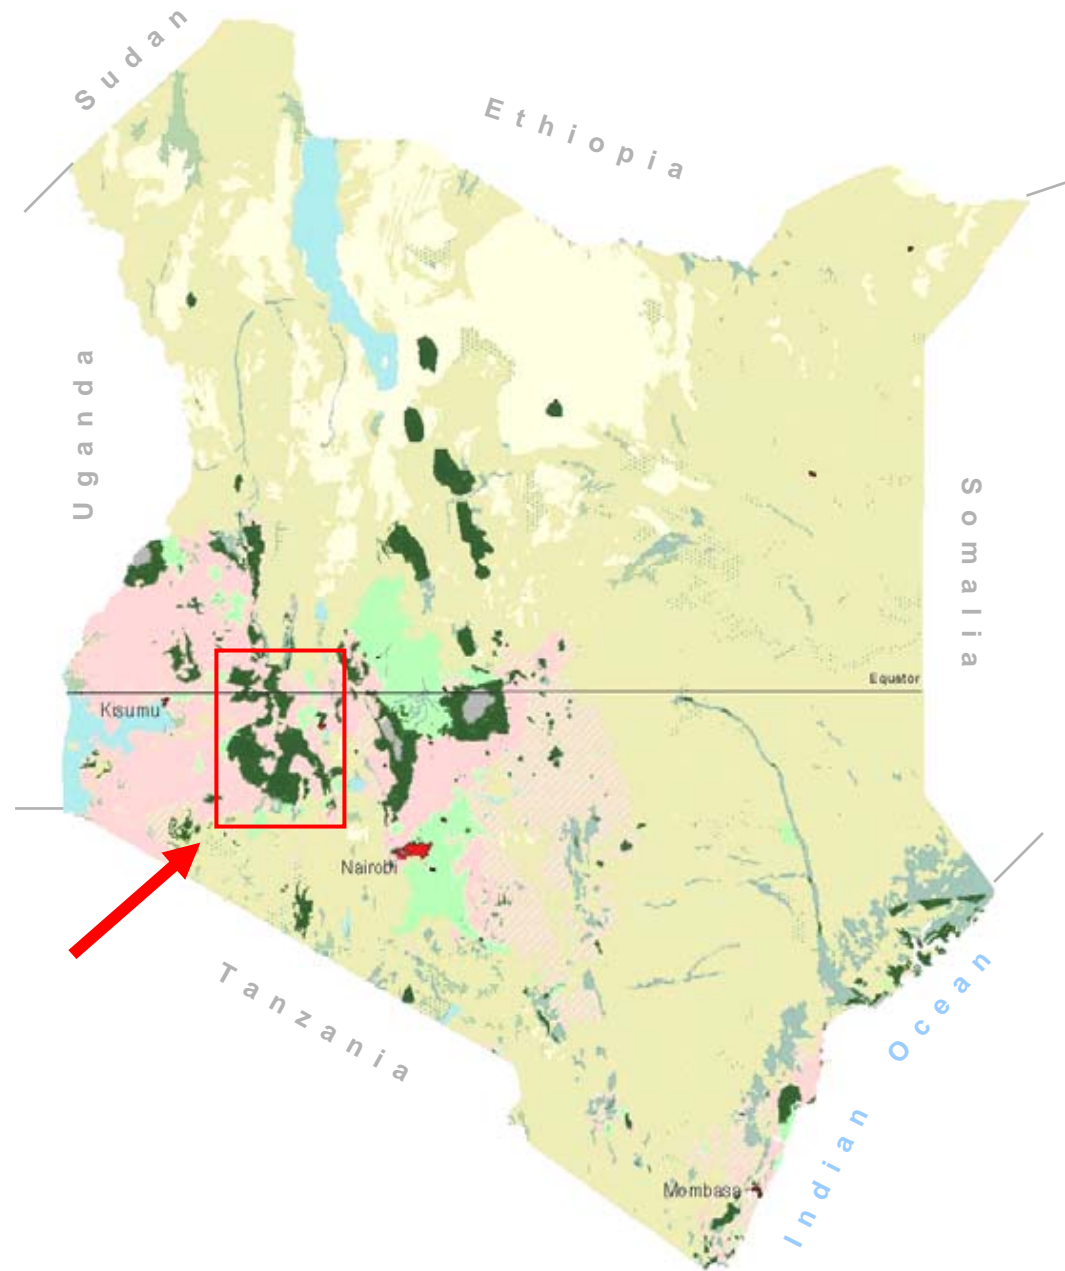 Sudan
Ethiopia
Uganda
Somalia
Equator
Kisumu
Nairobi
Tanzania
Indian Ocean
Mombasa